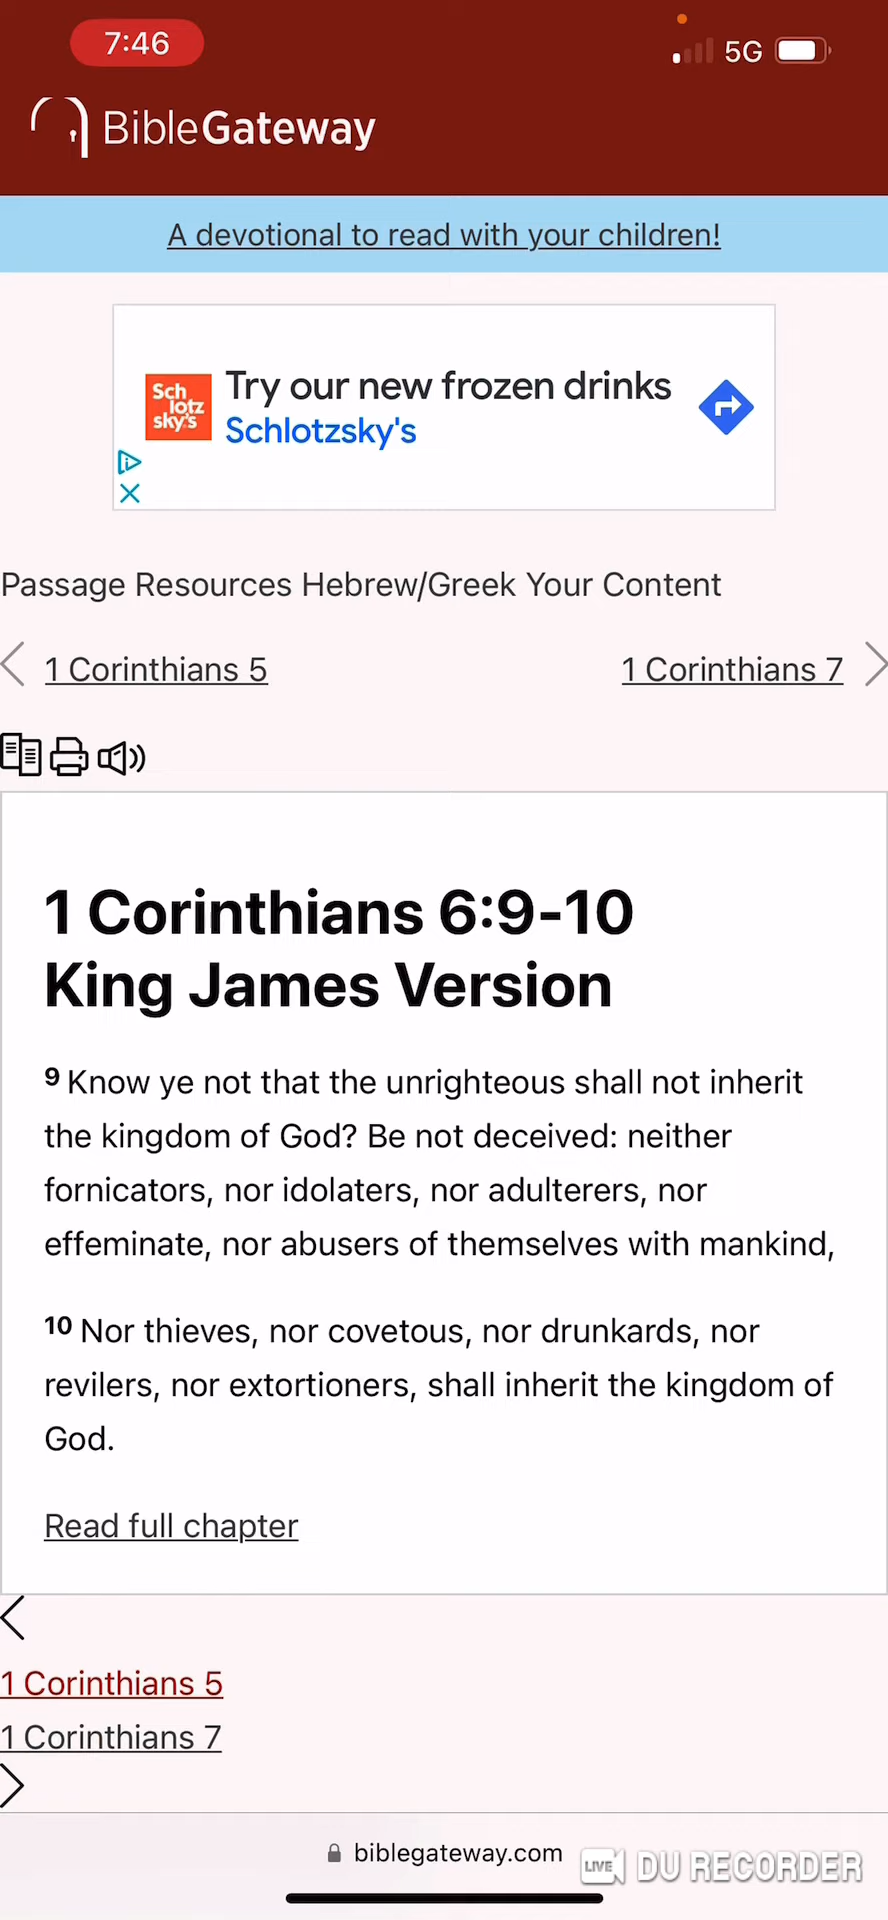 7:46
5G
BibleGateway
A devotional to read with your children!
Sch
lotz
sky's
Try our new frozen drinks
Schlotzsky's
Passage Resources Hebrew/Greek Your Content
1 Corinthians 5
1 Corinthians 7
1 Corinthians 6:9-10
King James Version
9 Know ye not that the unrighteous shall not inherit
the kingdom of God? Be not deceived: neither
fornicators, nor idolaters, nor adulterers, nor
effeminate, nor abusers of themselves with mankind,
10 Nor thieves, nor covetous, nor drunkards, nor
revilers, nor extortioners, shall inherit the kingdom of
God.
Read full chapter
1 Corinthians 5
1 Corinthians 7
biblegateway.com
LIVE DU RECORDER